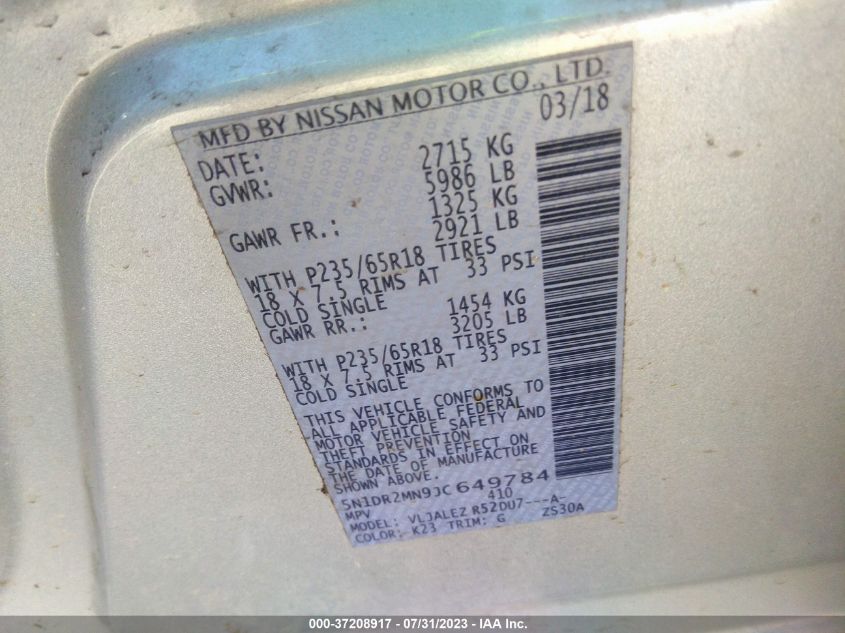 MFD BY NISSAN MOTOR CO., LTD.
DATE: 03/18
GVWR: 2715 KG
5986 LB
GAWR FR.: 1325 KG
2921 LB
WITH P235/65R18 TIRES
18 X 7.5 RIMS AT 33 PSI
COLD SINGLE
GAWR RR.: 1454 KG
3205 LB
WITH P235/65R18 TIRES
18 X 7.5 RIMS AT 33 PSI
COLD SINGLE
THIS VEHICLE CONFORMS TO
ALL APPLICABLE FEDERAL
MOTOR VEHICLE SAFETY AND
THEFT PREVENTION
STANDARDS IN EFFECT ON
THE DATE OF MANUFACTURE
SHOWN ABOVE.
5N1DR2MN9JC649784
MPV 410
MODEL: VLJALEZ R52DU7---A-
COLOR: K23 TRIM: G ZS30A
000-37208917 - 07/31/2023 - IAA Inc.